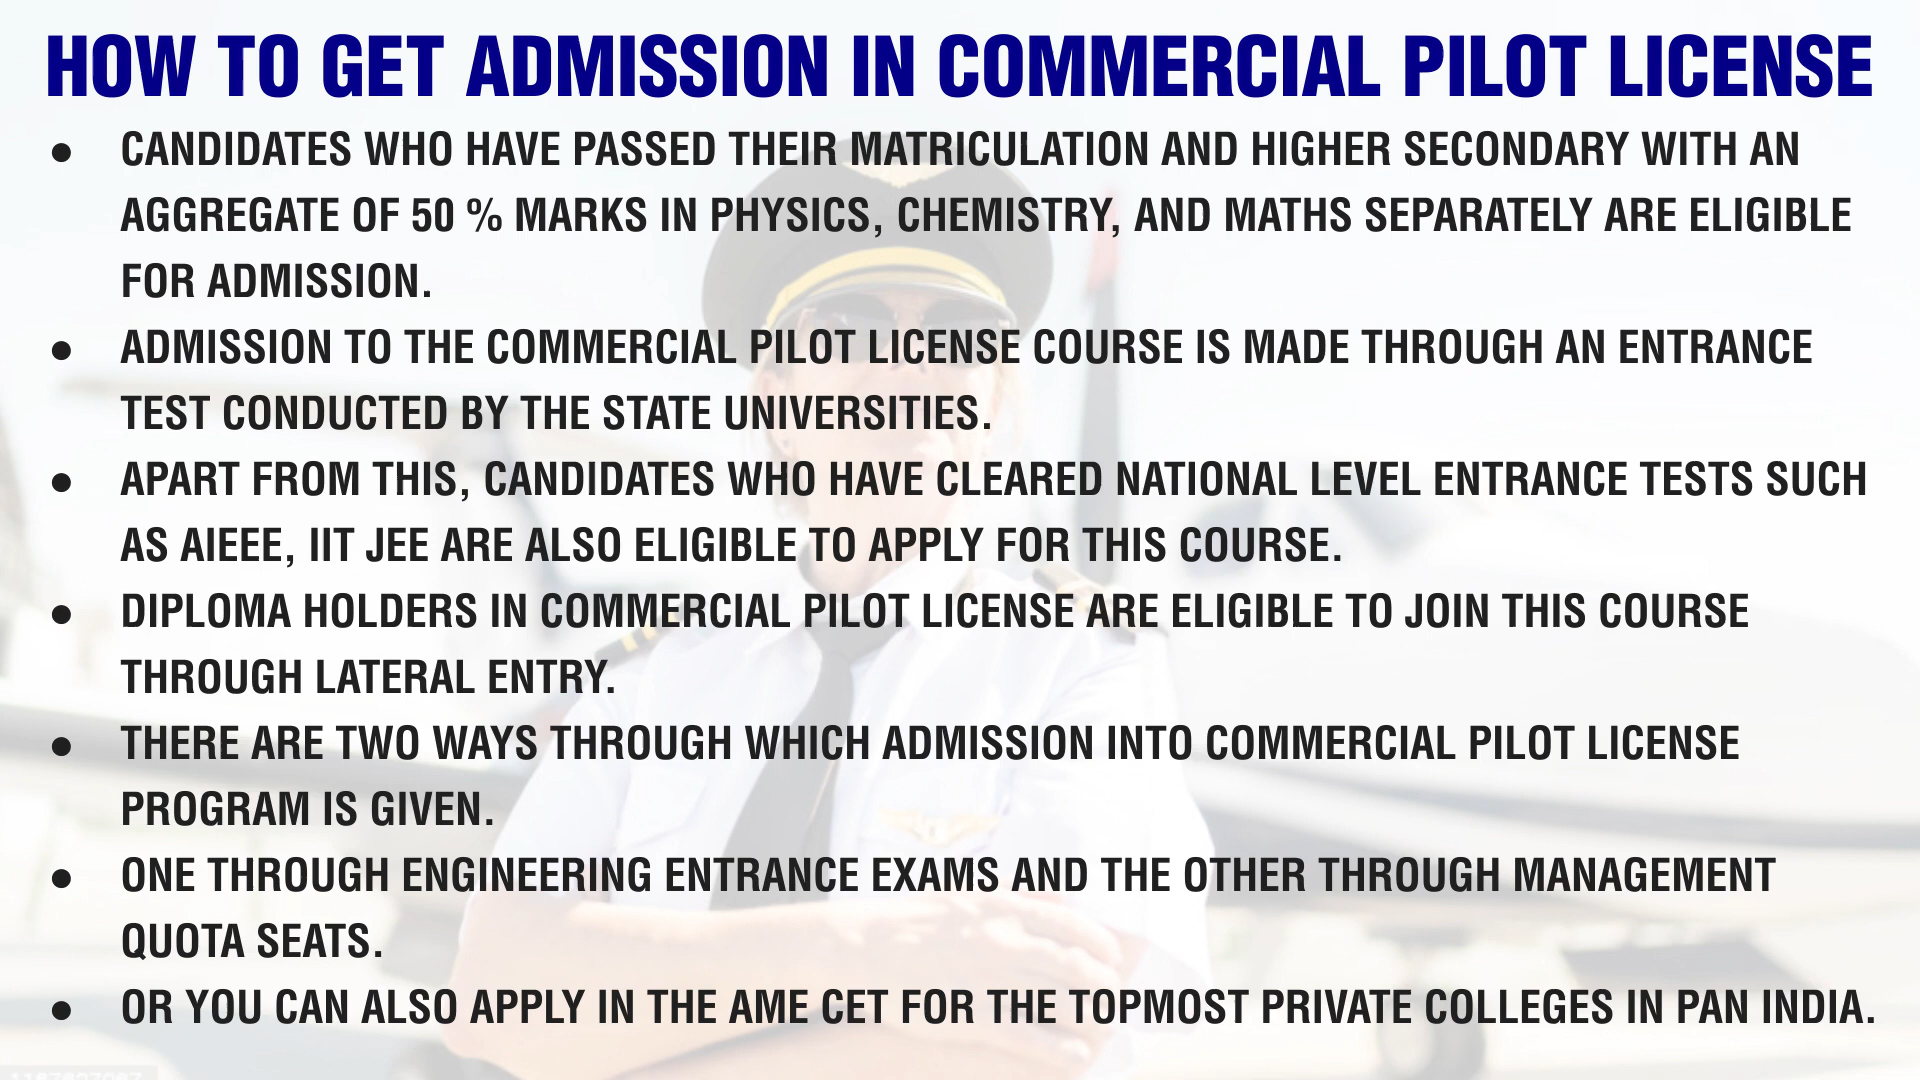 HOW TO GET ADMISSION IN COMMERCIAL PILOT LICENSE
● CANDIDATES WHO HAVE PASSED THEIR MATRICULATION AND HIGHER SECONDARY WITH AN
AGGREGATE OF 50 % MARKS IN PHYSICS, CHEMISTRY, AND MATHS SEPARATELY ARE ELIGIBLE
FOR ADMISSION.
● ADMISSION TO THE COMMERCIAL PILOT LICENSE COURSE IS MADE THROUGH AN ENTRANCE
TEST CONDUCTED BY THE STATE UNIVERSITIES.
● APART FROM THIS, CANDIDATES WHO HAVE CLEARED NATIONAL LEVEL ENTRANCE TESTS SUCH
AS AIEEE, IIT JEE ARE ALSO ELIGIBLE TO APPLY FOR THIS COURSE.
● DIPLOMA HOLDERS IN COMMERCIAL PILOT LICENSE ARE ELIGIBLE TO JOIN THIS COURSE
THROUGH LATERAL ENTRY.
● THERE ARE TWO WAYS THROUGH WHICH ADMISSION INTO COMMERCIAL PILOT LICENSE
PROGRAM IS GIVEN.
● ONE THROUGH ENGINEERING ENTRANCE EXAMS AND THE OTHER THROUGH MANAGEMENT
QUOTA SEATS.
● OR YOU CAN ALSO APPLY IN THE AME CET FOR THE TOPMOST PRIVATE COLLEGES IN PAN INDIA.